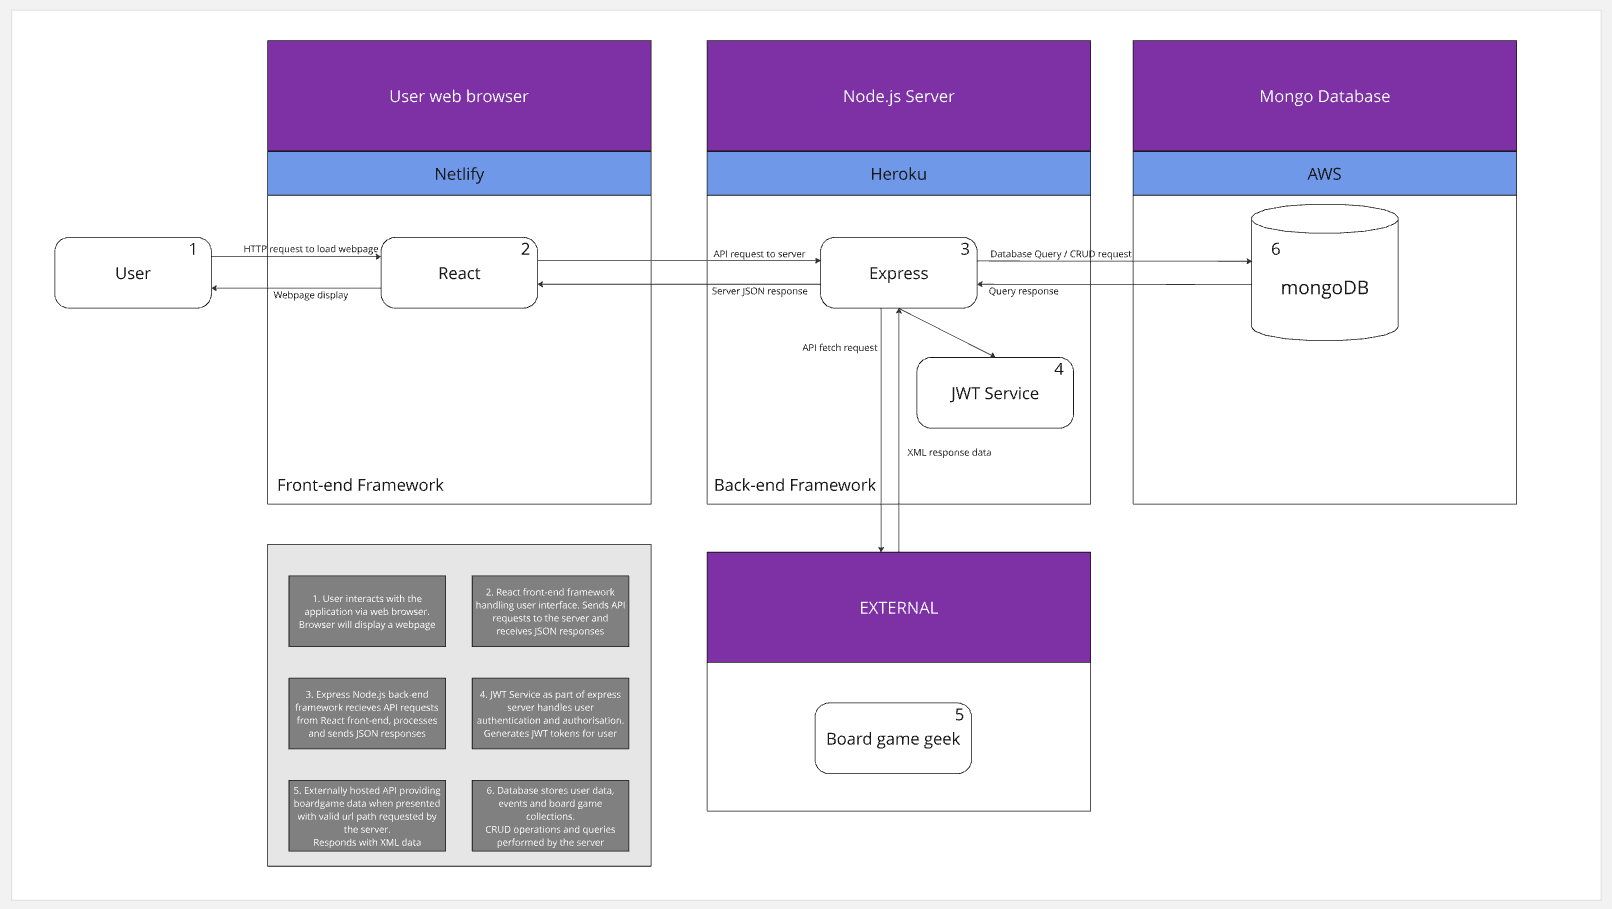 User web browser
Node.js Server
Mongo Database
Netlify
Heroku
AWS
1
User
HTTP request to load webpage
Webpage display
2
React
API request to server
Server JSON response
3
Express
Database Query / CRUD request
Query response
6
mongoDB
API fetch request
4
JWT Service
XML response data
Front-end Framework
Back-end Framework
EXTERNAL
5
Board game geek
1. User interacts with the
application via web browser.
Browser will display a webpage
2. React front-end framework
handling user interface. Sends API
requests to the server and
receives JSON responses
3. Express Node.js back-end
framework recieves API requests
from React front-end, processes
and sends JSON responses
4. JWT Service as part of express
server handles user
authentication and authorisation.
Generates JWT tokens for user
5. Externally hosted API providing
boardgame data when presented
with valid url path requested by
the server.
Responds with XML data
6. Database stores user data,
events and board game
collections.
CRUD operations and queries
performed by the server